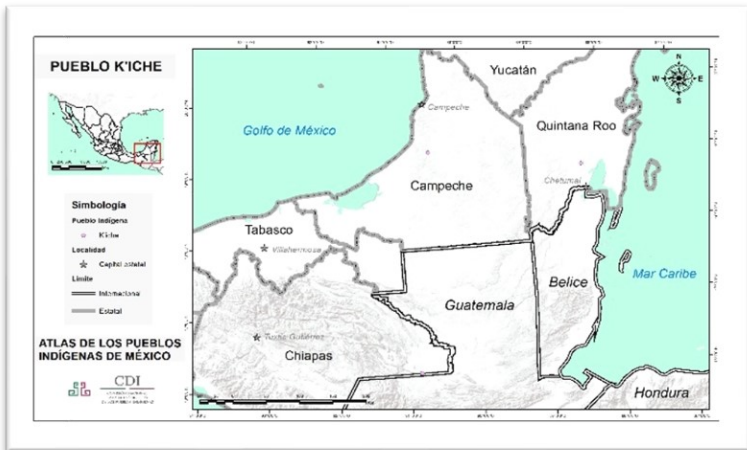 PUEBLO K'ICHE
Simbología
Pueblo Indígena
Kiche
Localidad
Capital estatal
Límite
Internacional
Estatal
ATLAS DE LOS PUEBLOS
INDÍGENAS DE MÉXICO
CDI
N
W
E
S
Yucatán
Campeche
Golfo de México
Quintana Roo
Chetumal
Campeche
Tabasco
Villahermosa
Mar Caribe
Belice
Guatemala
Tuxtla Gutiérrez
Chiapas
Hondura